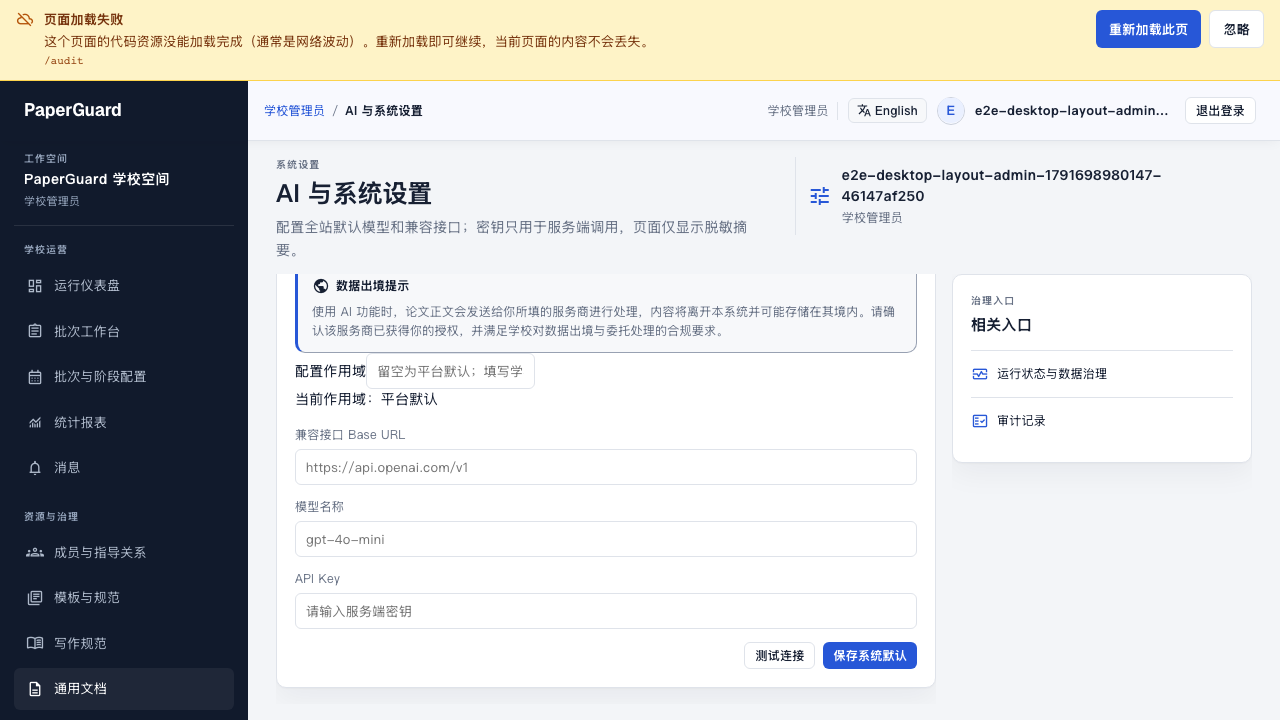 页面加载失败
这个页面的代码资源没能加载完成（通常是网络波动）。重新加载即可继续，当前页面的内容不会丢失。
/audit
重新加载此页
忽略
PaperGuard
工作空间
PaperGuard 学校空间
学校管理员
学校运营
运行仪表盘
批次工作台
批次与阶段配置
统计报表
消息
资源与治理
成员与指导关系
模板与规范
写作规范
通用文档
学校管理员 / AI 与系统设置
学校管理员
English
E
e2e-desktop-layout-admin...
退出登录
系统设置
AI 与系统设置
配置全站默认模型和兼容接口；密钥只用于服务端调用，页面仅显示脱敏摘
要。
e2e-desktop-layout-admin-1791698980147-
46147af250
学校管理员
数据出境提示
使用 AI 功能时，论文正文会发送给你所填的服务商进行处理，内容将离开本系统并可能存储在其境内。请确
认该服务商已获得你的授权，并满足学校对数据出境与委托处理的合规要求。
配置作用域 留空为平台默认；填写学
当前作用域：平台默认
兼容接口 Base URL
https://api.openai.com/v1
模型名称
gpt-4o-mini
API Key
请输入服务端密钥
测试连接
保存系统默认
治理入口
相关入口
运行状态与数据治理
审计记录